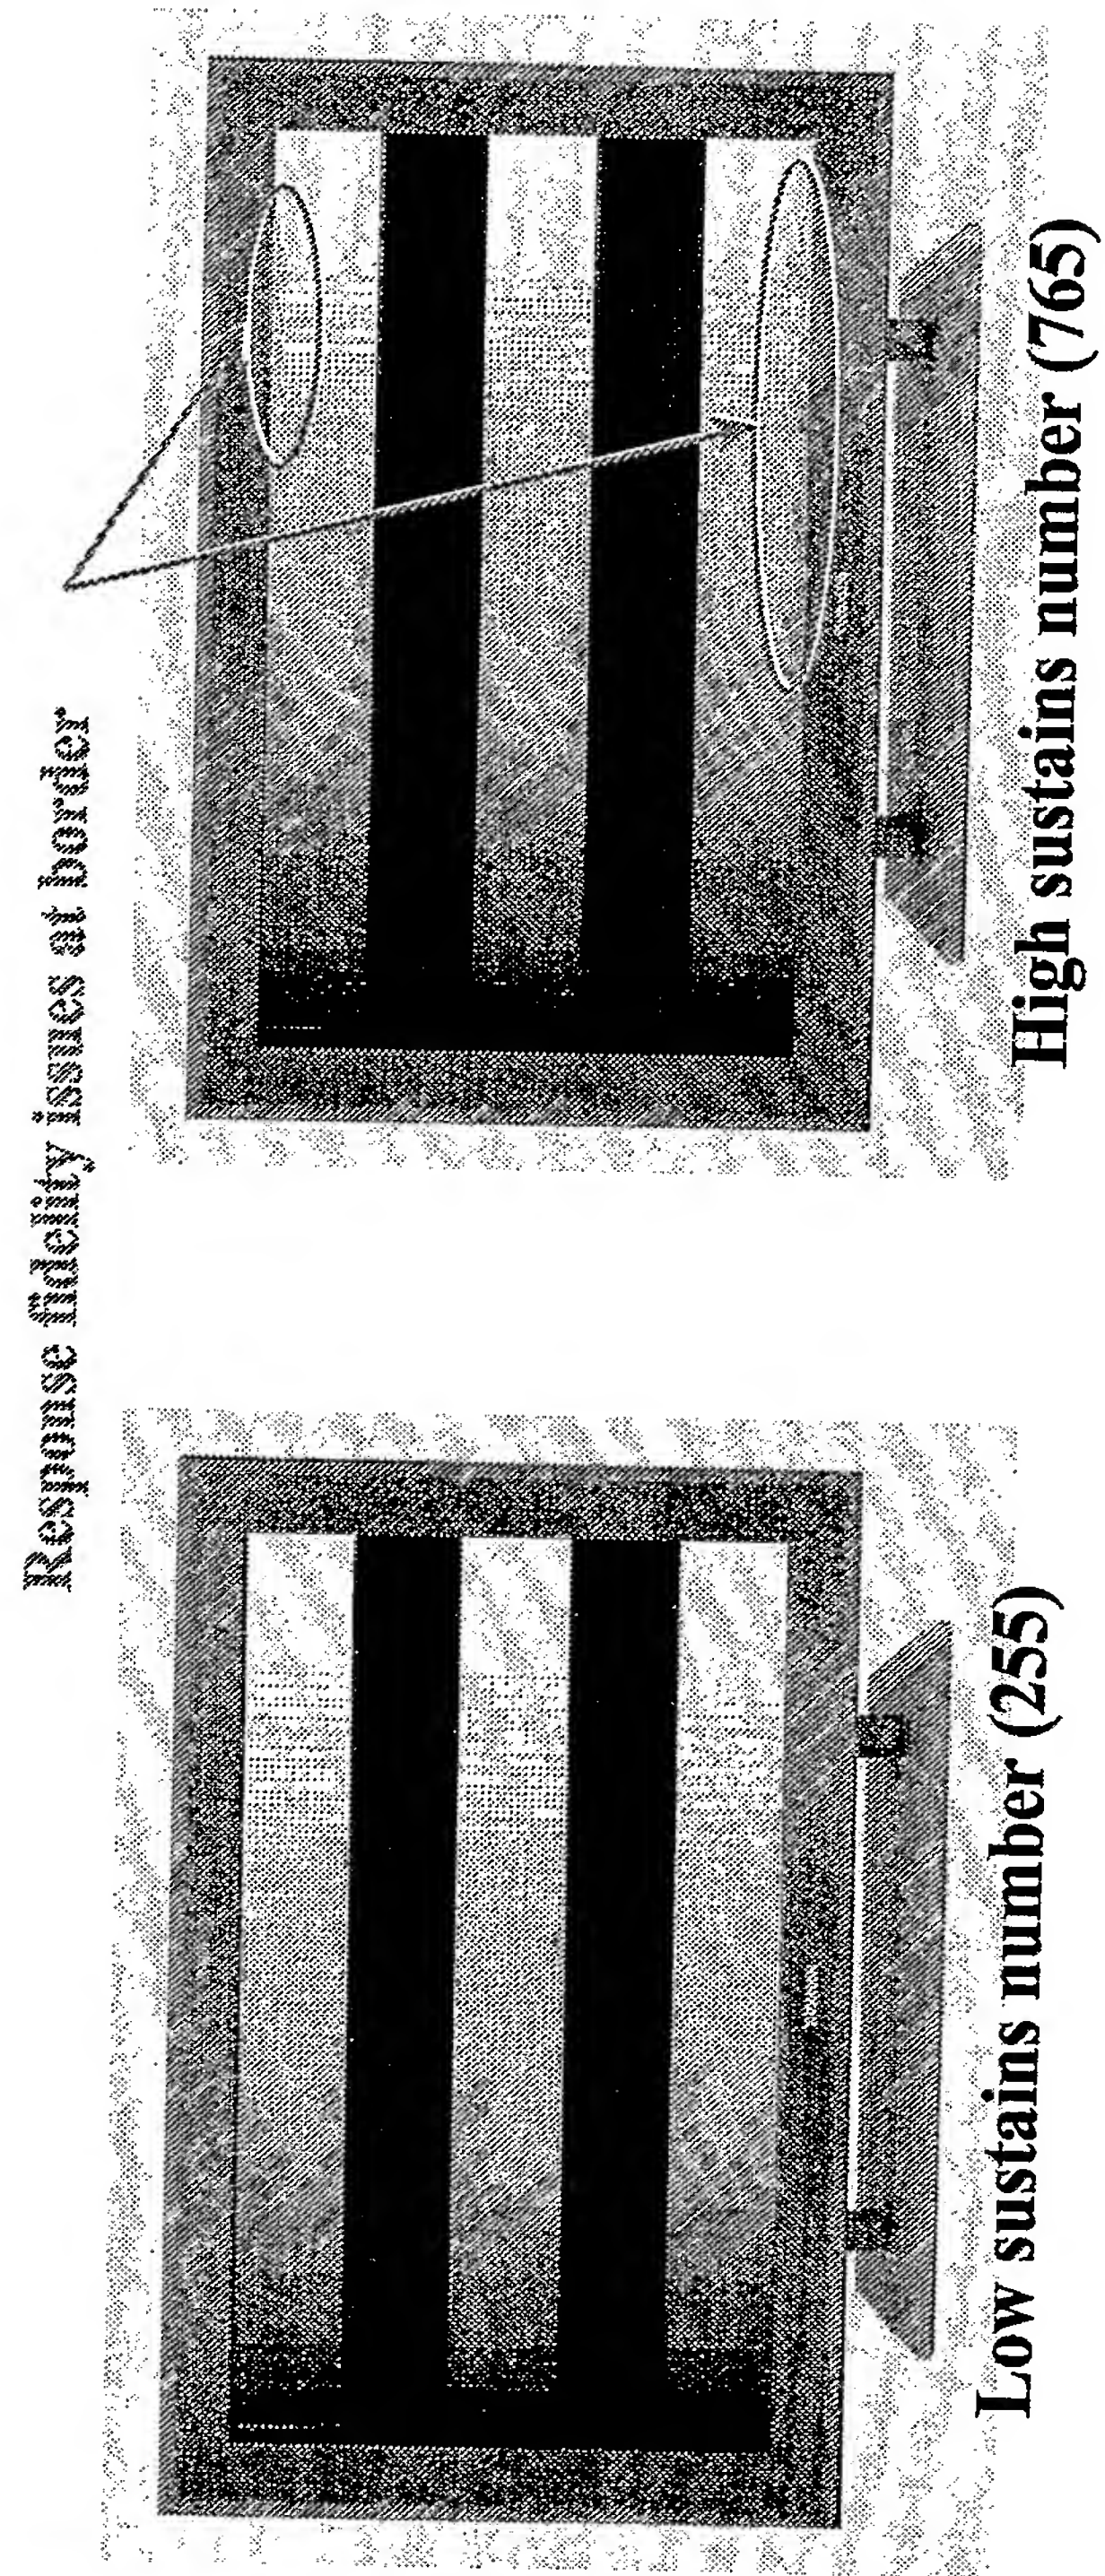 Response fidelity issues at border
Low sustains number (255)
High sustains number (765)